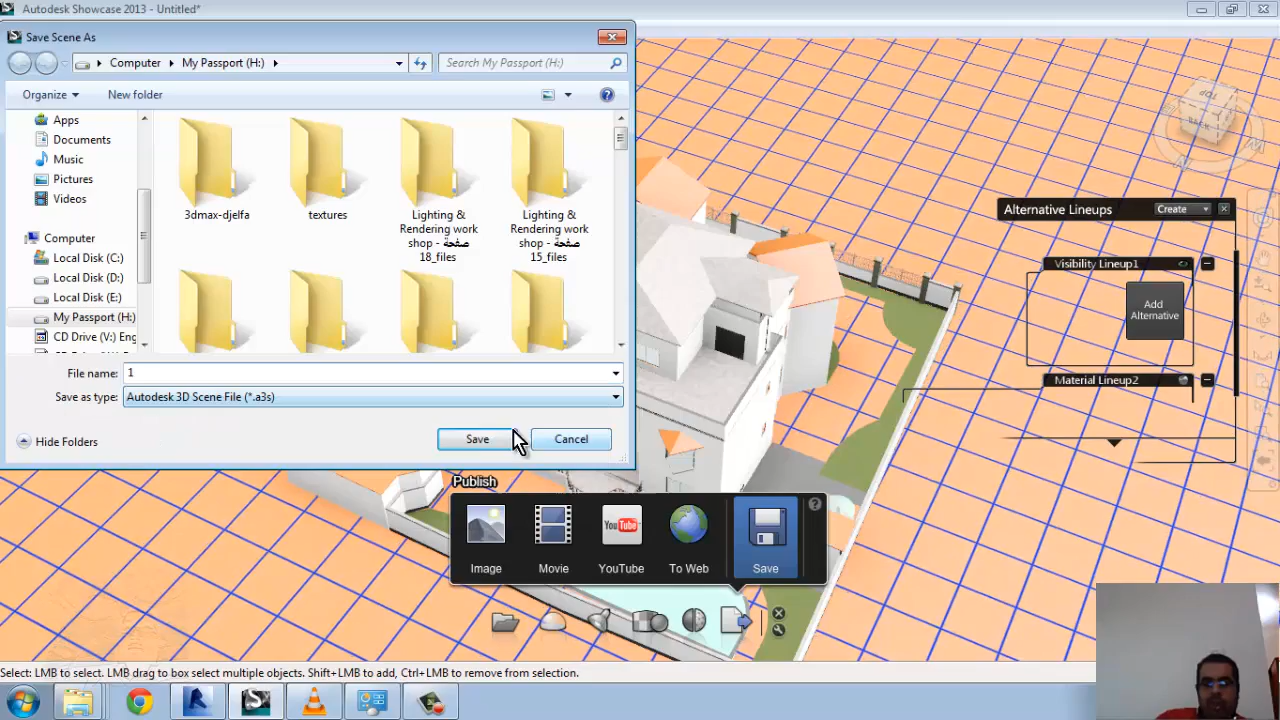 Autodesk Showcase 2013 - Untitled*
Save Scene As
Computer
My Passport (H:)
Search My Passport (H:)
Organize
New folder
Apps
Documents
Music
Pictures
Videos
Computer
Local Disk (C:)
Local Disk (D:)
Local Disk (E:)
My Passport (H:)
CD Drive (V:) Eng
3dmax-djelfa
textures
Lighting &
Rendering work
shop - صفحة
18_files
Lighting &
Rendering work
shop - صفحة
15_files
File name:
1
Save as type:
Autodesk 3D Scene File (*.a3s)
Hide Folders
Save
Cancel
TOP
BACK
Alternative Lineups
Create
Visibility Lineup1
Add
Alternative
Material Lineup2
Publish
Image
Movie
YouTube
To Web
Save
Select: LMB to select. LMB drag to box select multiple objects. Shift+LMB to add, Ctrl+LMB to remove from selection.